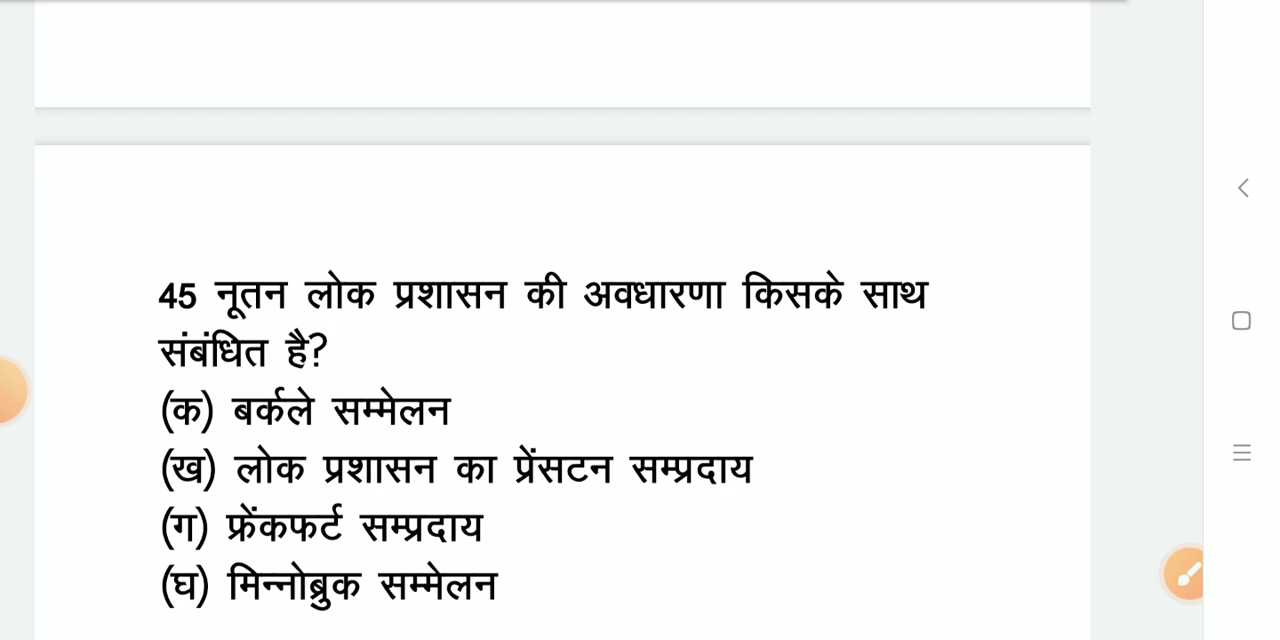 45 नूतन लोक प्रशासन की अवधारणा किसके साथ
संबंधित है?
(क) बर्कले सम्मेलन
(ख) लोक प्रशासन का प्रेंसटन सम्प्रदाय
(ग) फ्रेंकफर्ट सम्प्रदाय
(घ) मिन्नोब्रुक सम्मेलन